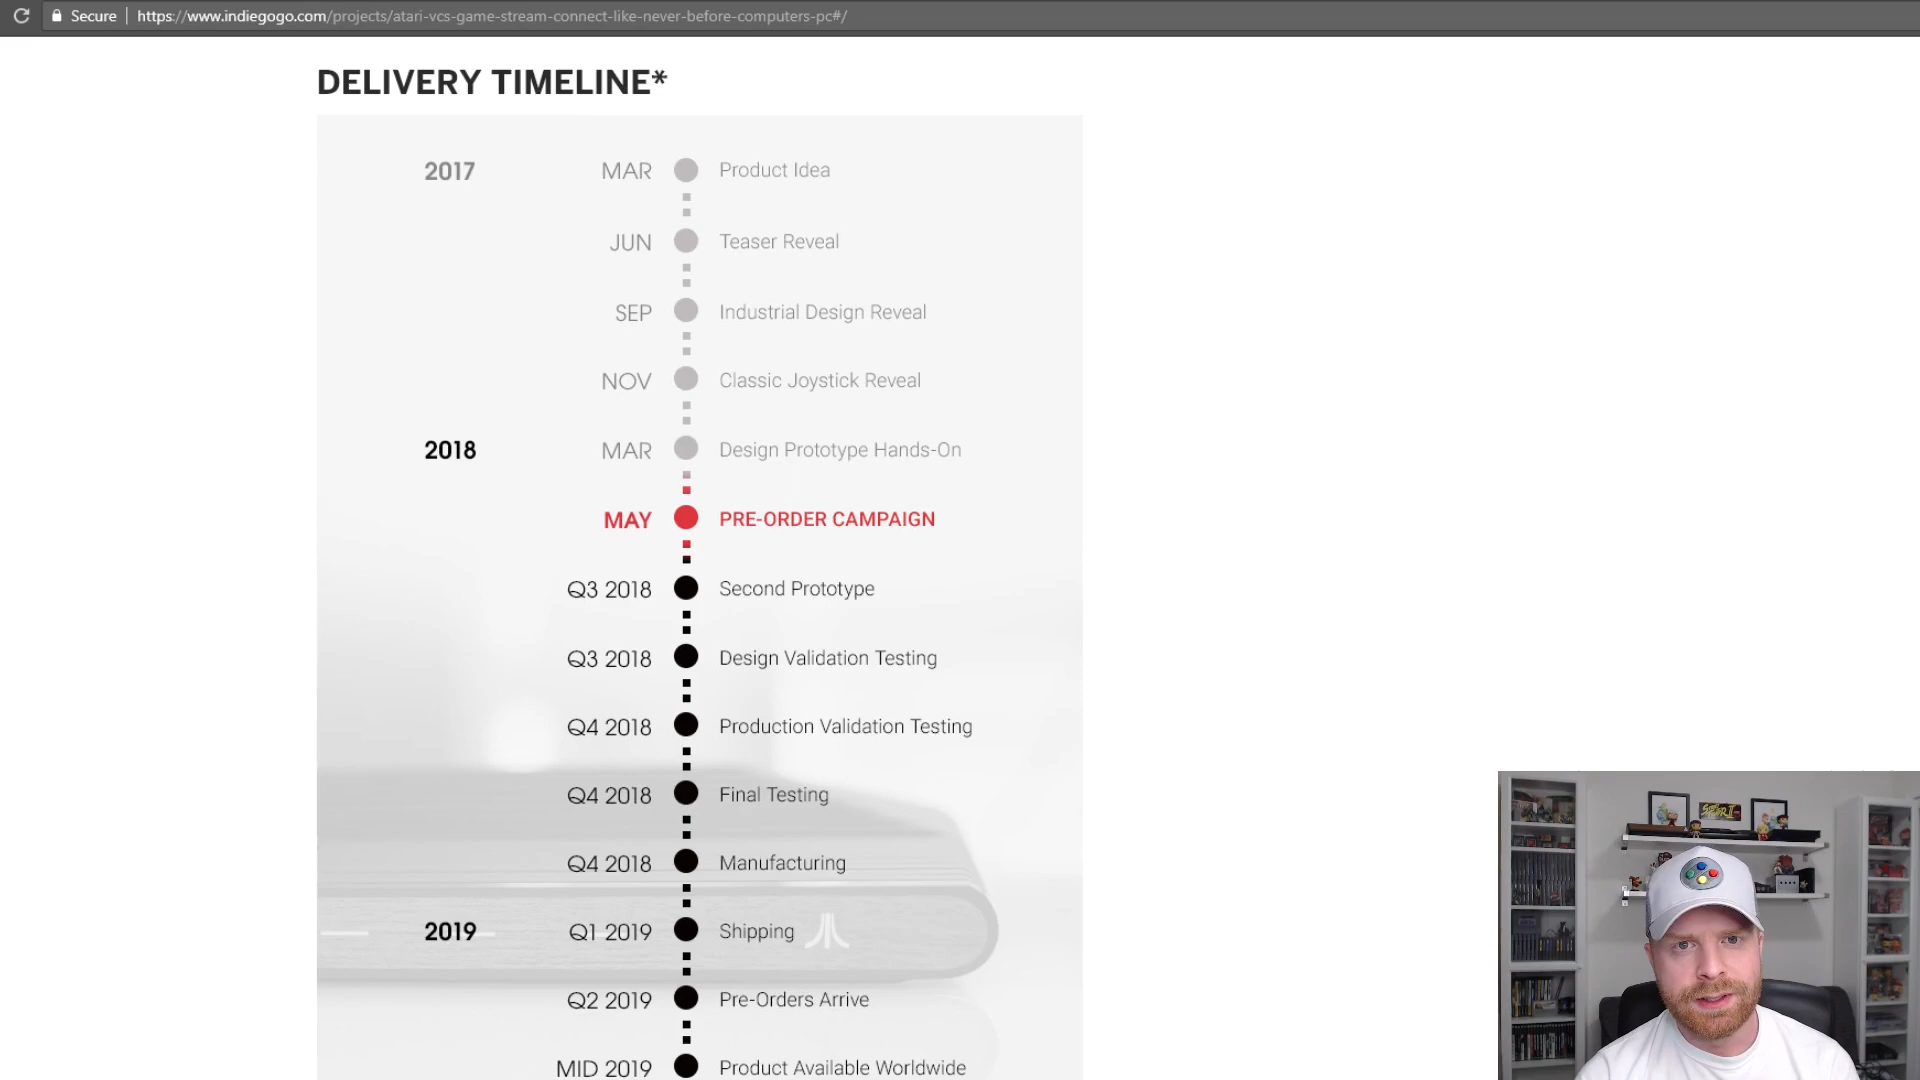 Secure https://www.indiegogo.com/projects/atari-vcs-game-stream-connect-like-never-before-computers-pc#/
DELIVERY TIMELINE*
2017 MAR Product Idea
JUN Teaser Reveal
SEP Industrial Design Reveal
NOV Classic Joystick Reveal
2018 MAR Design Prototype Hands-On
MAY PRE-ORDER CAMPAIGN
Q3 2018 Second Prototype
Q3 2018 Design Validation Testing
Q4 2018 Production Validation Testing
Q4 2018 Final Testing
Q4 2018 Manufacturing
2019 Q1 2019 Shipping
Q2 2019 Pre-Orders Arrive
MID 2019 Product Available Worldwide